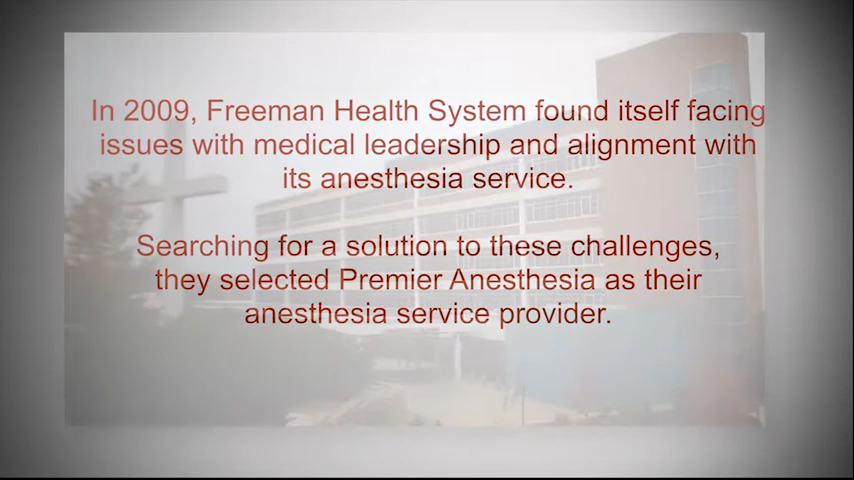 In 2009, Freeman Health System found itself facing
issues with medical leadership and alignment with
its anesthesia service.
Searching for a solution to these challenges,
they selected Premier Anesthesia as their
anesthesia service provider.